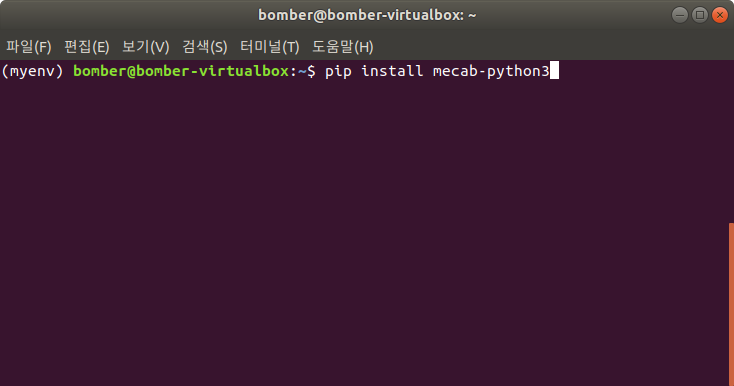 bomber@bomber-virtualbox: ~
파일(F) 편집(E) 보기(V) 검색(S) 터미널(T) 도움말(H)
(myenv) bomber@bomber-virtualbox:~$ pip install mecab-python3